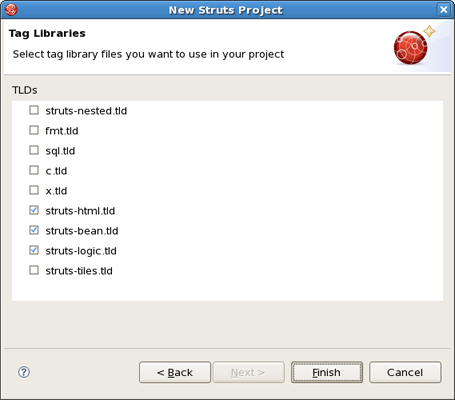 New Struts Project
Tag Libraries
Select tag library files you want to use in your project
TLDs
struts-nested.tld
fmt.tld
sql.tld
c.tld
x.tld
struts-html.tld
struts-bean.tld
struts-logic.tld
struts-tiles.tld
? < Back Next > Finish Cancel